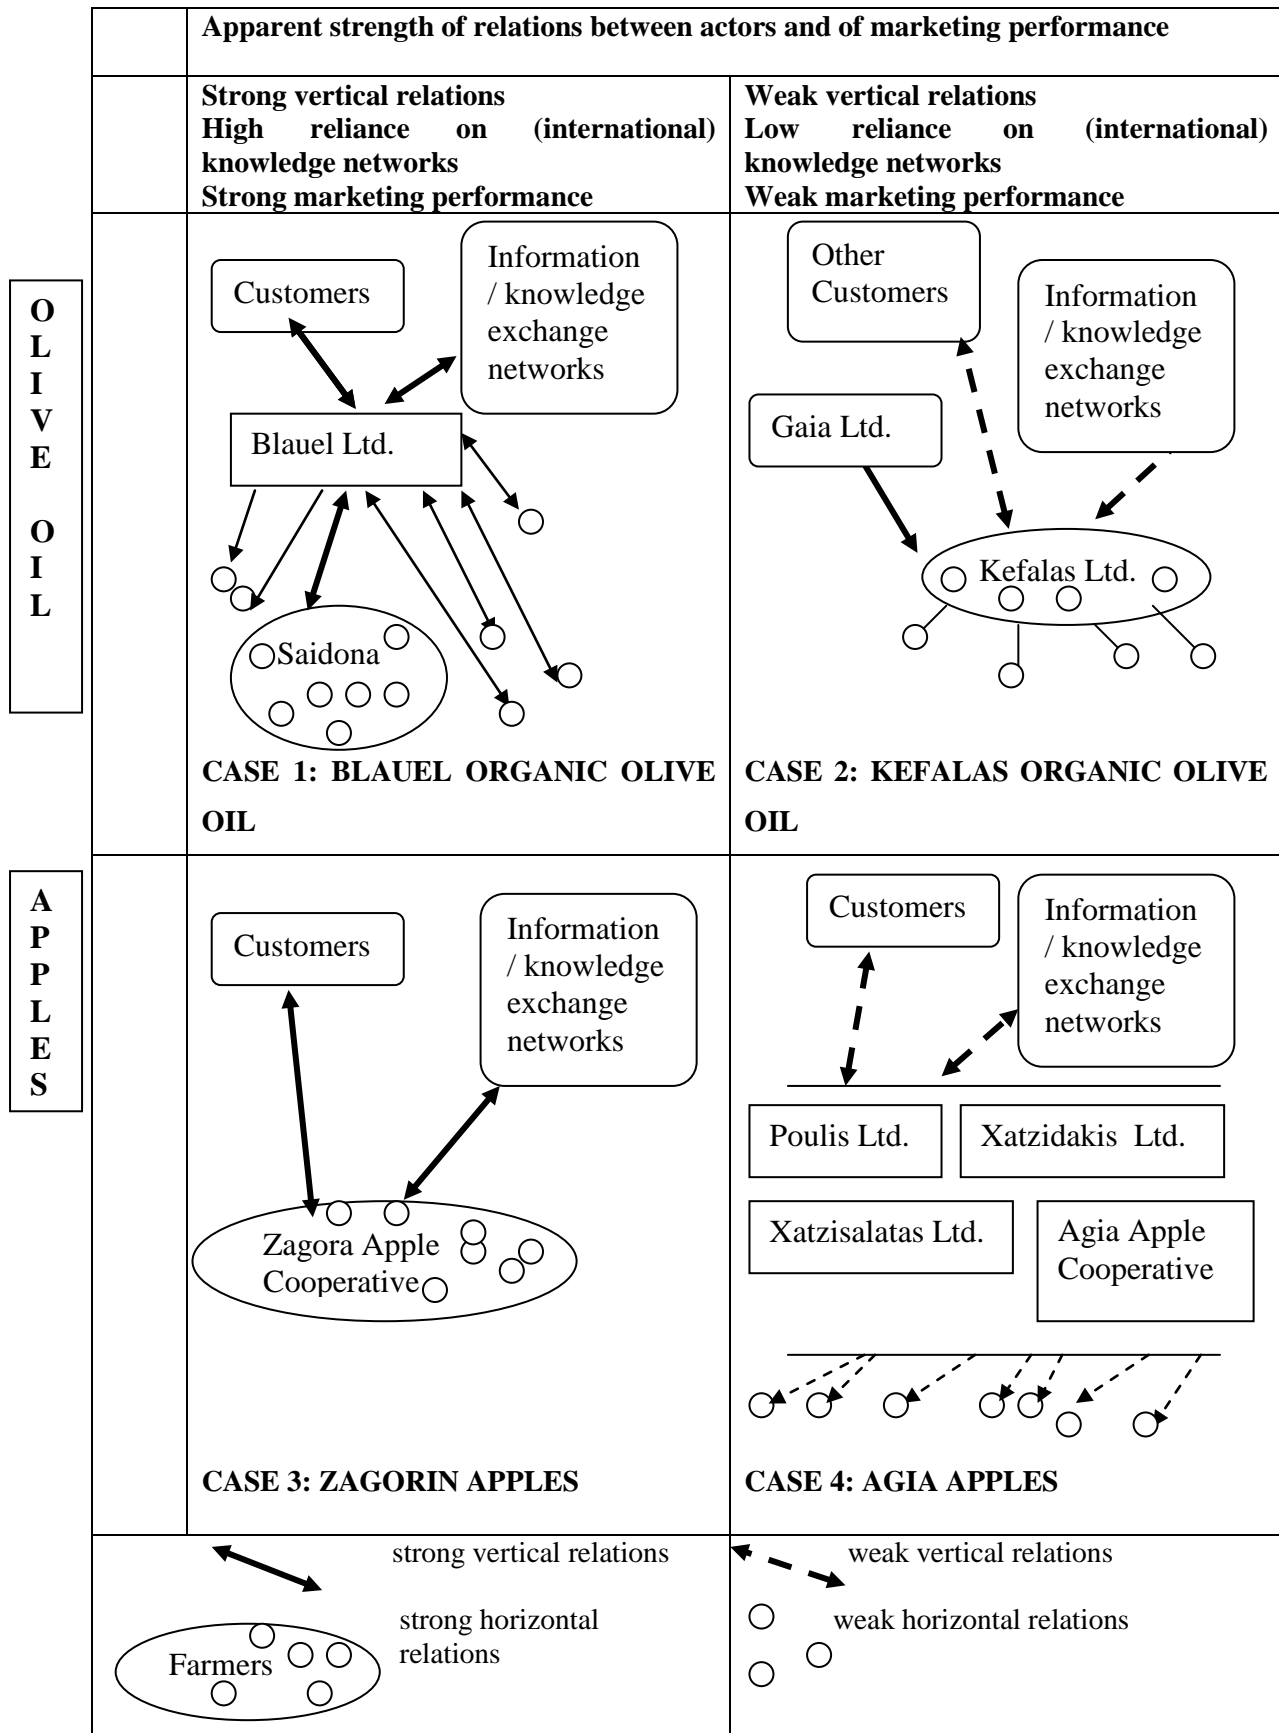 Apparent strength of relations between actors and of marketing performance
Strong vertical relations
High reliance on (international)
knowledge networks
Strong marketing performance
Weak vertical relations
Low reliance on (international)
knowledge networks
Weak marketing performance
O
L
I
V
E
O
I
L
Customers
Information
/ knowledge
exchange
networks
Blauel Ltd.
Saidona
CASE 1: BLAUEL ORGANIC OLIVE
OIL
Other
Customers
Information
/ knowledge
exchange
networks
Gaia Ltd.
Kefalas Ltd.
CASE 2: KEFALAS ORGANIC OLIVE
OIL
A
P
P
L
E
S
Customers
Information
/ knowledge
exchange
networks
Zagora Apple
Cooperative
CASE 3: ZAGORIN APPLES
Customers
Information
/ knowledge
exchange
networks
Poulis Ltd.
Xatzidakis Ltd.
Xatzisalatas Ltd.
Agia Apple
Cooperative
CASE 4: AGIA APPLES
strong vertical relations
strong horizontal
relations
Farmers
weak vertical relations
weak horizontal relations